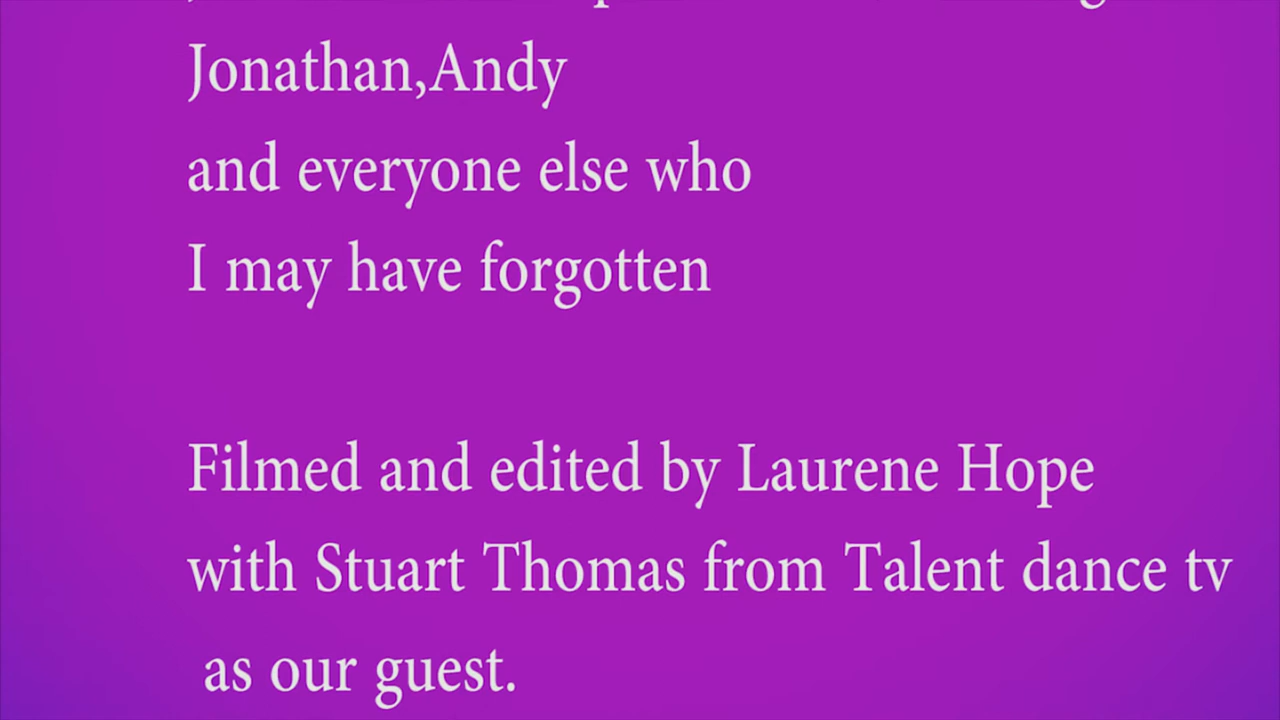 Jonathan,Andy
and everyone else who
I may have forgotten
Filmed and edited by Laurene Hope
with Stuart Thomas from Talent dance tv
as our guest.